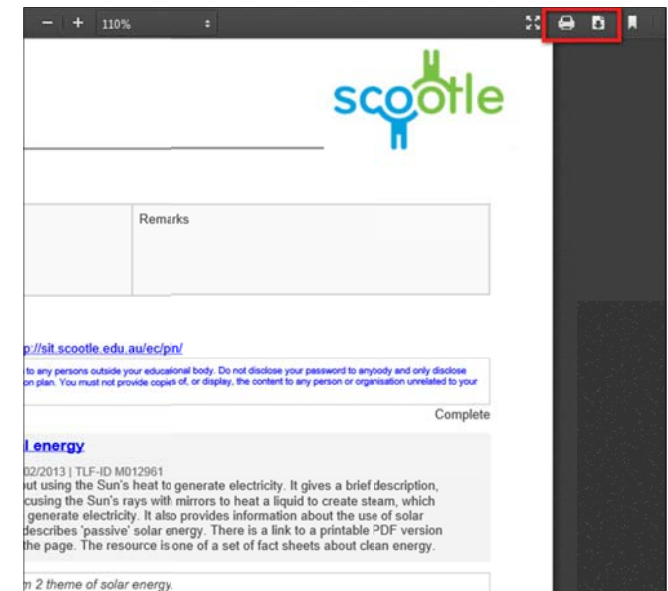 110%
scootle
Remarks
p://sit.scootle.edu.au/ec/pn/
to any persons outside your educational body. Do not disclose your password to anybody and only disclose
on plan. You must not provide copies of, or display, the content to any person or organisation unrelated to your
Complete
l energy
02/2013 | TLF-ID M012961
out using the Sun's heat to generate electricity. It gives a brief description,
cusing the Sun's rays with mirrors to heat a liquid to create steam, which
generate electricity. It also provides information about the use of solar
describes 'passive' solar energy. There is a link to a printable PDF version
the page. The resource is one of a set of fact sheets about clean energy.
m 2 theme of solar energy.